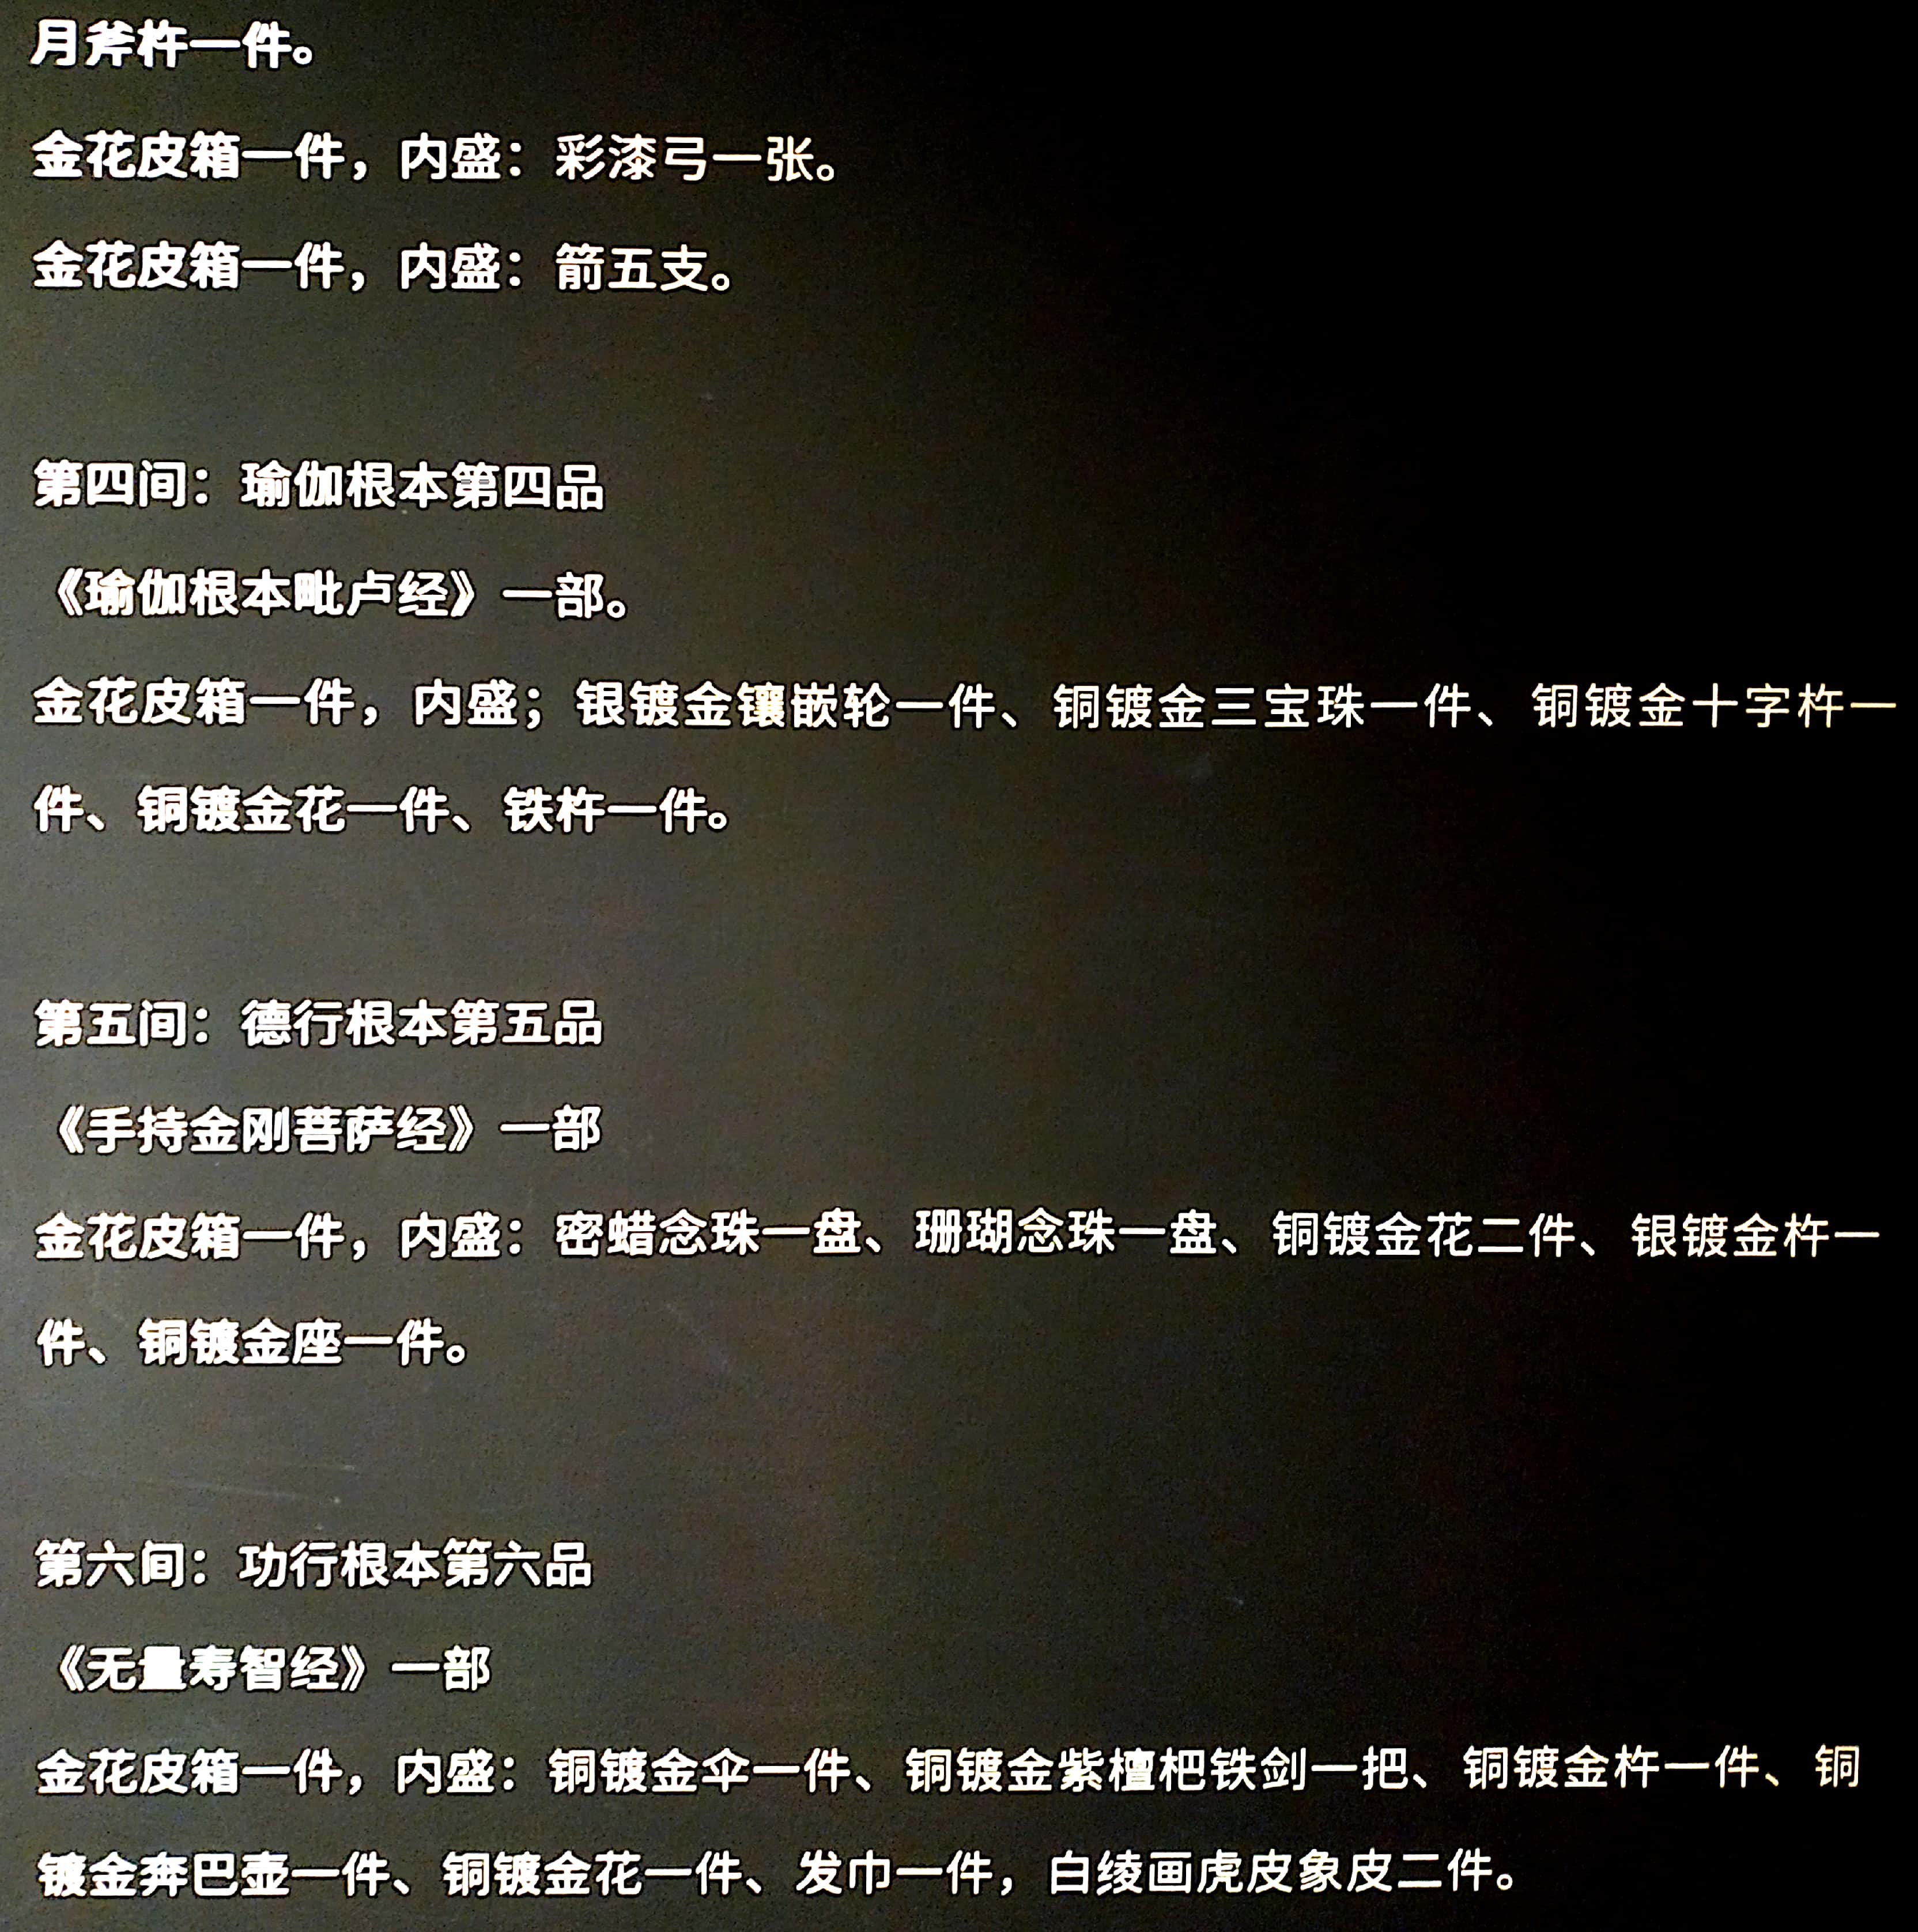 月斧杵一件。
金花皮箱一件，内盛：彩漆弓一张。
金花皮箱一件，内盛：箭五支。
第四间：瑜伽根本第四品
《瑜伽根本毗卢经》一部。
金花皮箱一件，内盛；银镀金镶嵌轮一件、铜镀金三宝珠一件、铜镀金十字杵一
件、铜镀金花一件、铁杵一件。
第五间：德行根本第五品
《手持金刚菩萨经》一部
金花皮箱一件，内盛：密蜡念珠一盘、珊瑚念珠一盘、铜镀金花二件、银镀金杵一
件、铜镀金座一件。
第六间：功行根本第六品
《无量寿智经》一部
金花皮箱一件，内盛：铜镀金伞一件、铜镀金紫檀杷铁剑一把、铜镀金杵一件、铜
镀金奔巴壶一件、铜镀金花一件、发巾一件，白绫画虎皮象皮二件。